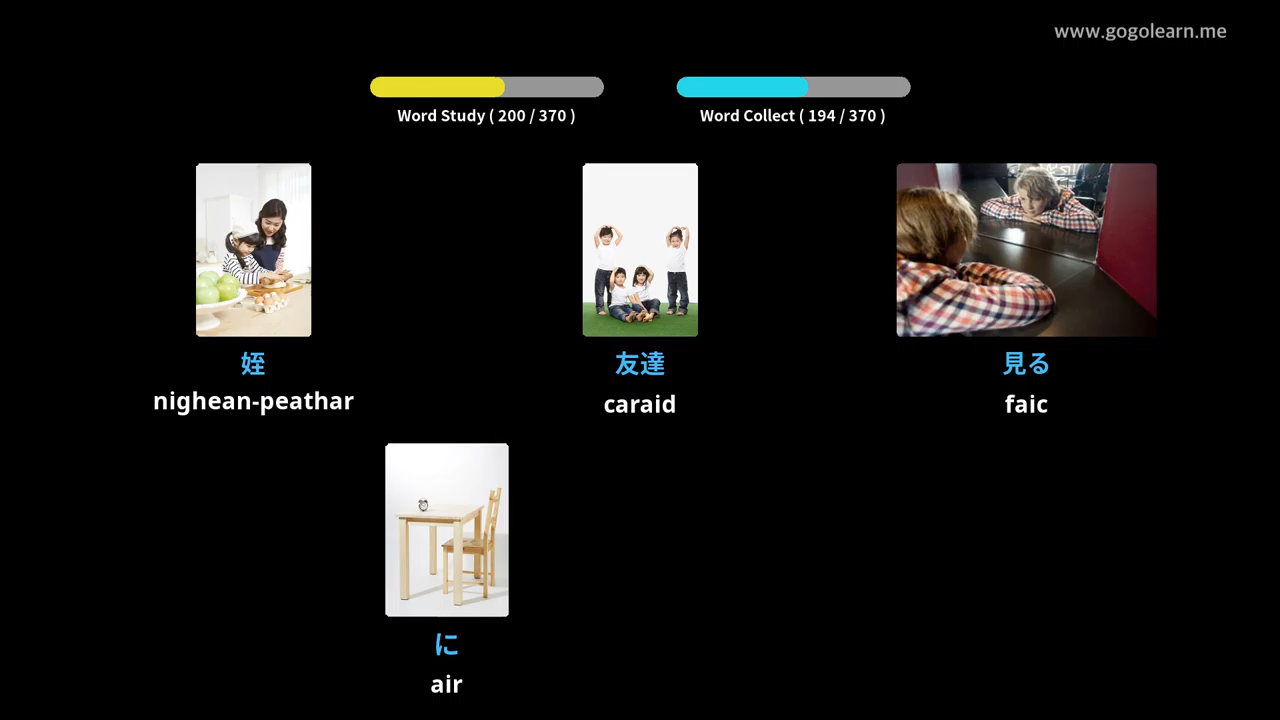 www.gogolearn.me
Word Study ( 200 / 370 )
Word Collect ( 194 / 370 )
姪
nighean-peathar
友達
caraid
見る
faic
に
air